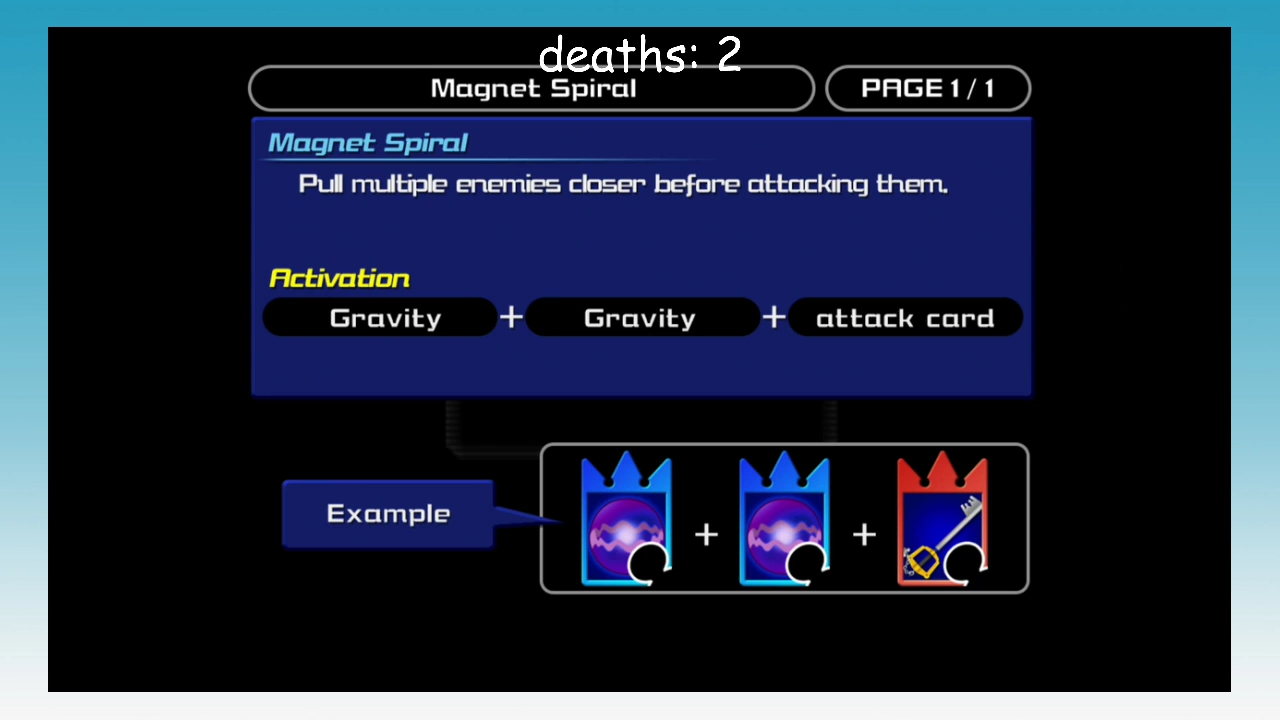 deaths: 2
Magnet Spiral
PAGE 1 / 1
Magnet Spiral
Pull multiple enemies closer before attacking them.
Activation
Gravity + Gravity + attack card
Example
+ +